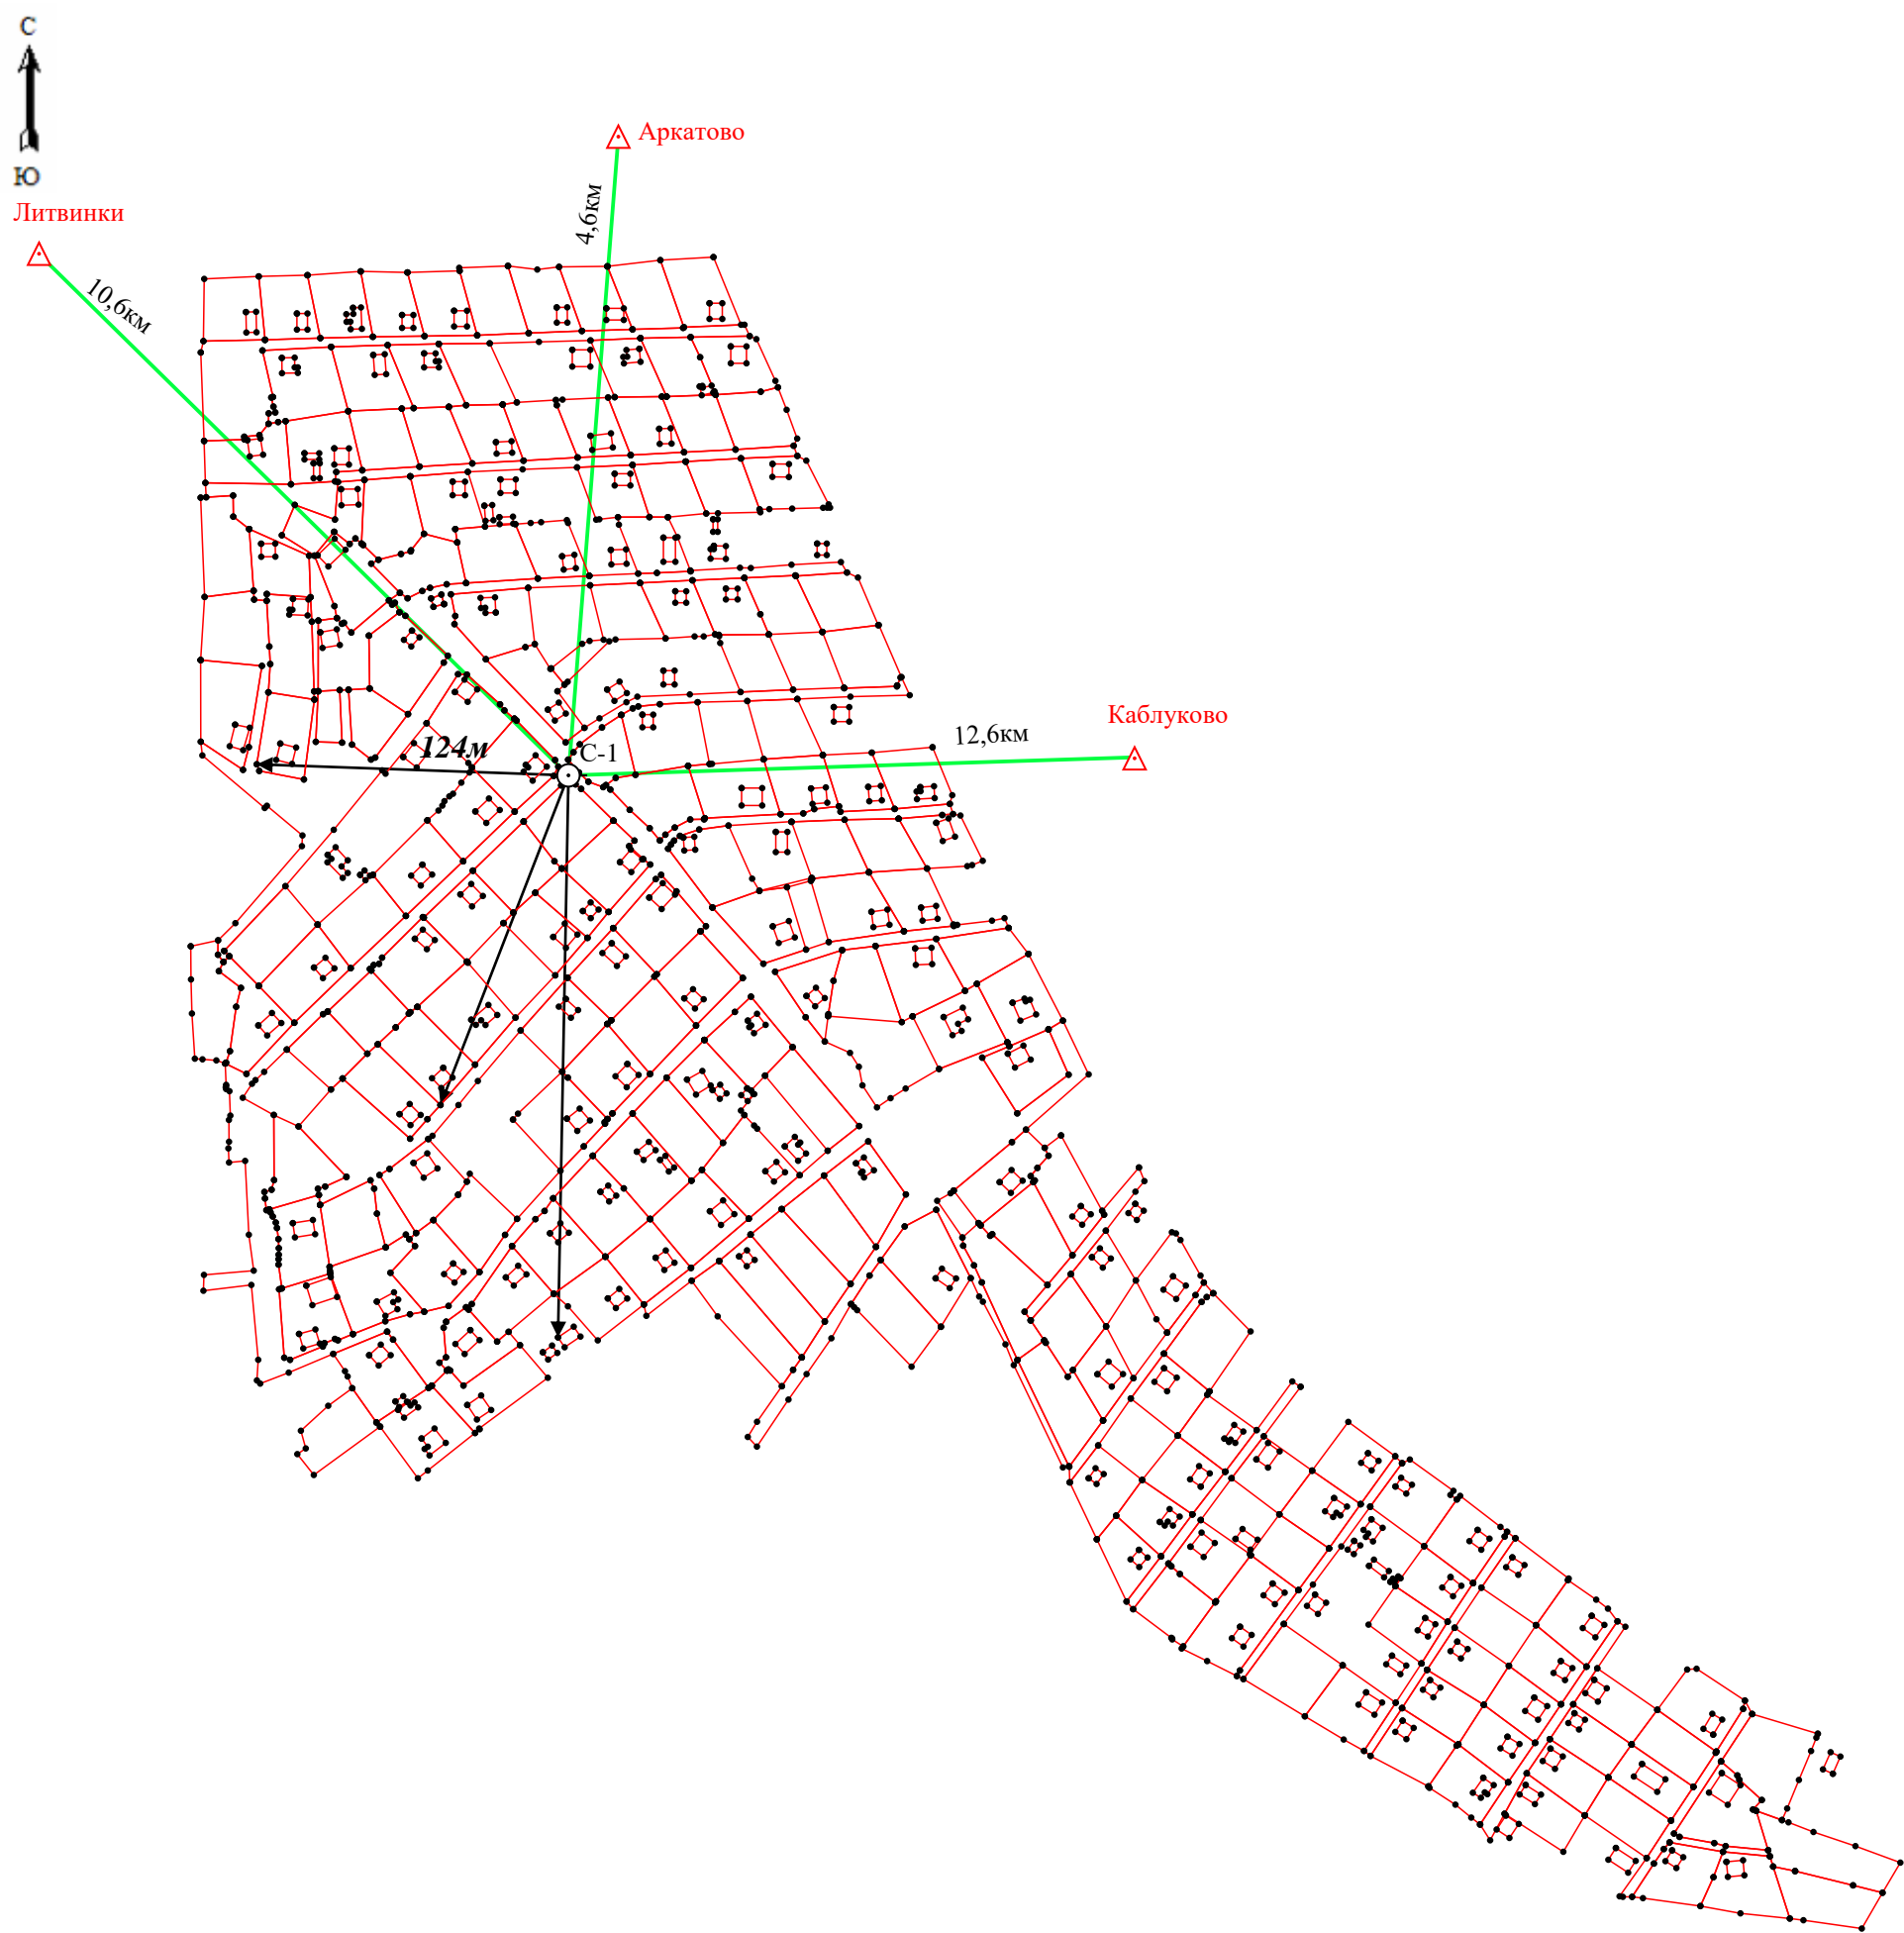 С
Ю
Литвинки
Аркатово
4,6км
10,6км
Каблуково
12,6км
124м
С-1